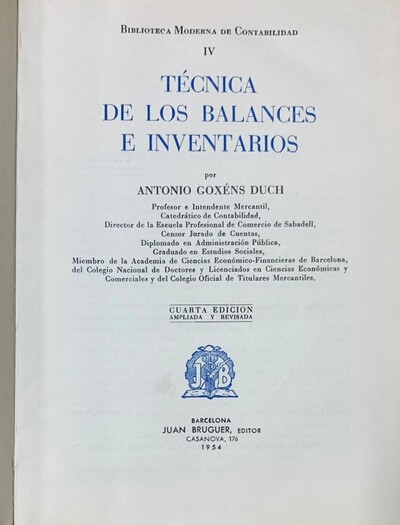 BIBLIOTECA MODERNA DE CONTABILIDAD
IV
TÉCNICA
DE LOS BALANCES
E INVENTARIOS
por
ANTONIO GOXÉNS DUCH
Profesor e Intendente Mercantil,
Catedrático de Contabilidad,
Director de la Escuela Profesional de Comercio de Sabadell,
Censor Jurado de Cuentas,
Diplomado en Administración Pública,
Graduado en Estudios Sociales,
Miembro de la Academia de Ciencias Económico-Financieras de Barcelona,
del Colegio Nacional de Doctores y Licenciados en Ciencias Económicas y
Comerciales y del Colegio Oficial de Titulares Mercantiles.
CUARTA EDICION
AMPLIADA Y REVISADA
J B
BARCELONA
JUAN BRUGUER, EDITOR
CASANOVA, 176
1954